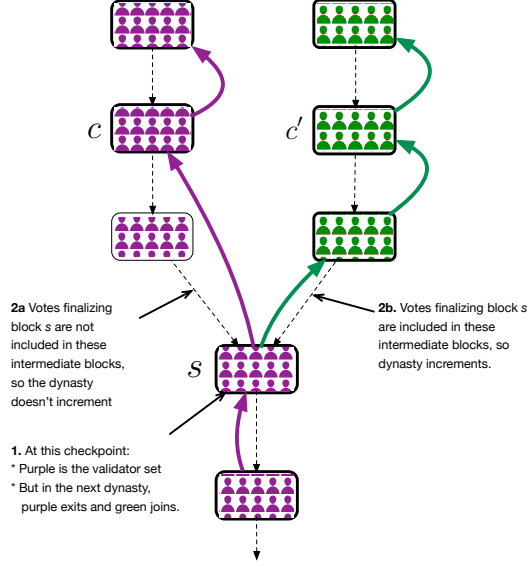 c
c′
2a Votes finalizing
block s are not
included in these
intermediate blocks,
so the dynasty
doesn't increment
2b. Votes finalizing block s
are included in these
intermediate blocks, so
dynasty increments.
s
1. At this checkpoint:
* Purple is the validator set
* But in the next dynasty,
purple exits and green joins.